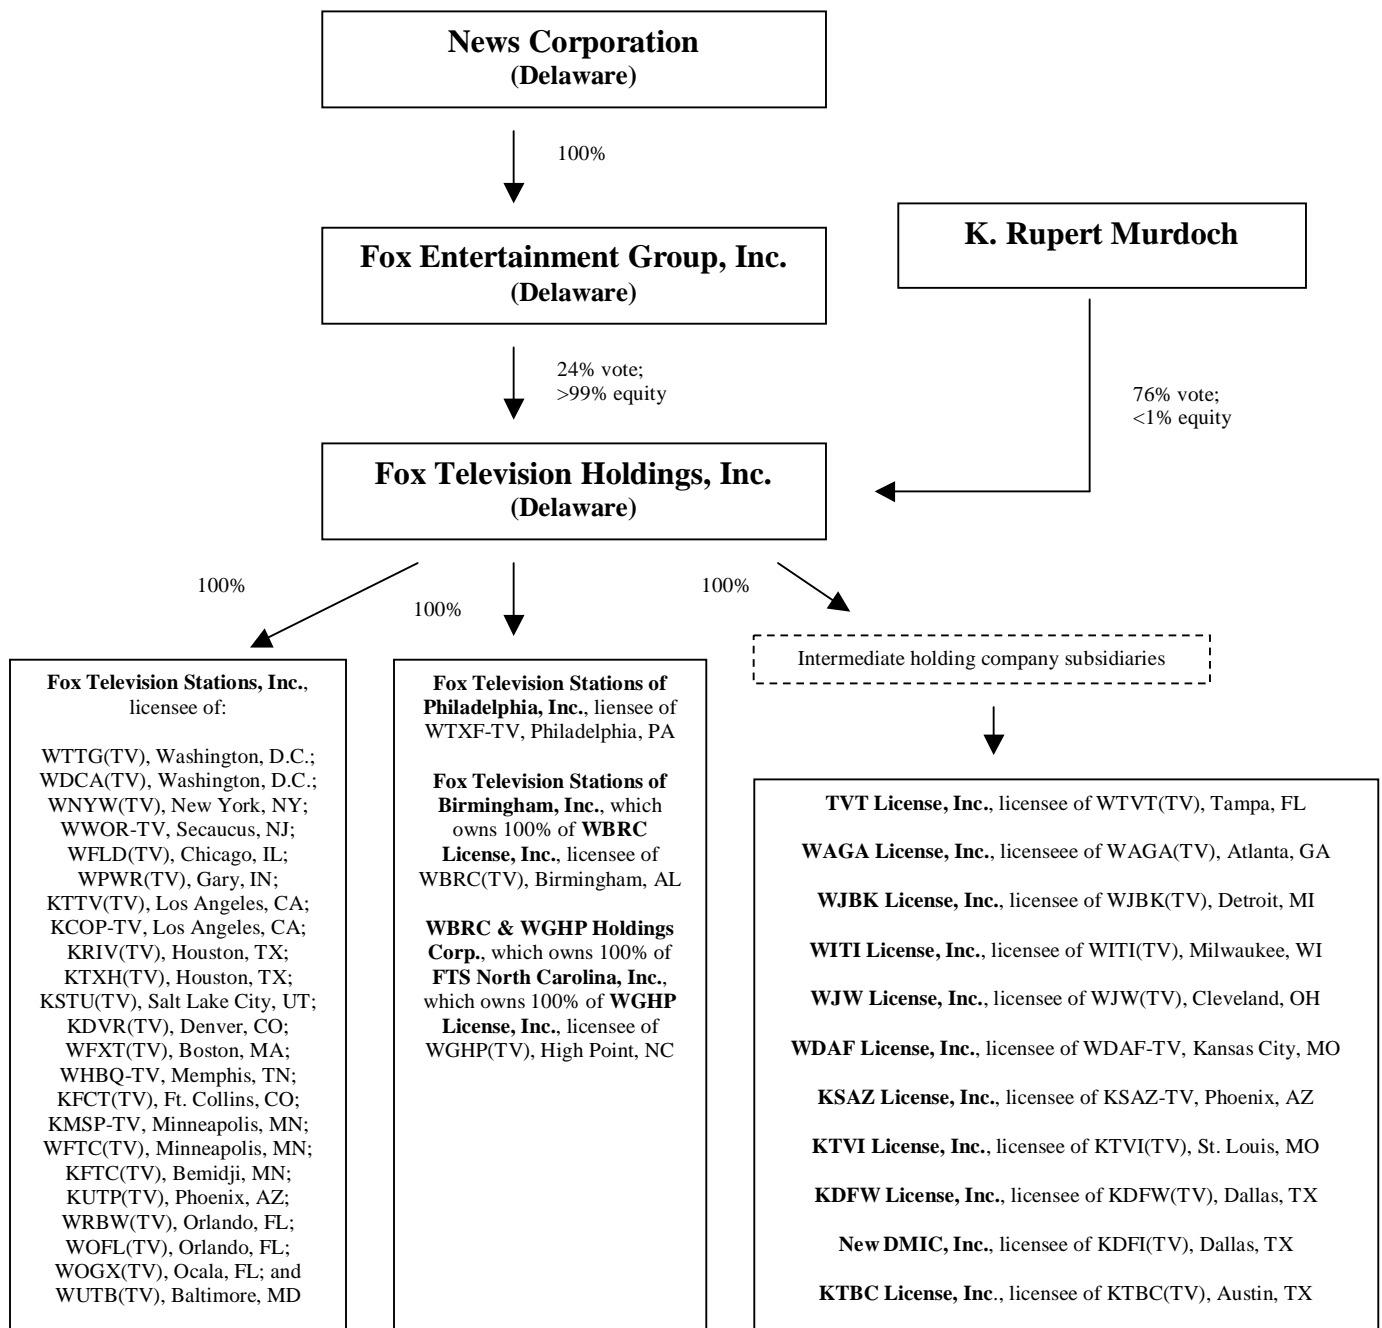 News Corporation
(Delaware)
100%
Fox Entertainment Group, Inc.
(Delaware)
K. Rupert Murdoch
24% vote;
>99% equity
76% vote;
<1% equity
Fox Television Holdings, Inc.
(Delaware)
100%
100%
100%
Intermediate holding company subsidiaries
Fox Television Stations, Inc.,
licensee of:
WTTG(TV), Washington, D.C.;
WDCA(TV), Washington, D.C.;
WNYW(TV), New York, NY;
WWOR-TV, Secaucus, NJ;
WFLD(TV), Chicago, IL;
WPWR(TV), Gary, IN;
KTTV(TV), Los Angeles, CA;
KCOP-TV, Los Angeles, CA;
KRIV(TV), Houston, TX;
KTXH(TV), Houston, TX;
KSTU(TV), Salt Lake City, UT;
KDVR(TV), Denver, CO;
WFXT(TV), Boston, MA;
WHBQ-TV, Memphis, TN;
KFCT(TV), Ft. Collins, CO;
KMSP-TV, Minneapolis, MN;
WFTC(TV), Minneapolis, MN;
KFTC(TV), Bemidji, MN;
KUTP(TV), Phoenix, AZ;
WRBW(TV), Orlando, FL;
WOFL(TV), Orlando, FL;
WOGX(TV), Ocala, FL; and
WUTB(TV), Baltimore, MD
Fox Television Stations of
Philadelphia, Inc., liensee of
WTXF-TV, Philadelphia, PA
Fox Television Stations of
Birmingham, Inc., which
owns 100% of WBRC
License, Inc., licensee of
WBRC(TV), Birmingham, AL
WBRC & WGHP Holdings
Corp., which owns 100% of
FTS North Carolina, Inc.,
which owns 100% of WGHP
License, Inc., licensee of
WGHP(TV), High Point, NC
TVT License, Inc., licensee of WTVT(TV), Tampa, FL
WAGA License, Inc., licenseee of WAGA(TV), Atlanta, GA
WJBK License, Inc., licensee of WJBK(TV), Detroit, MI
WITI License, Inc., licensee of WITI(TV), Milwaukee, WI
WJW License, Inc., licensee of WJW(TV), Cleveland, OH
WDAF License, Inc., licensee of WDAF-TV, Kansas City, MO
KSAZ License, Inc., licensee of KSAZ-TV, Phoenix, AZ
KTVI License, Inc., licensee of KTVI(TV), St. Louis, MO
KDFW License, Inc., licensee of KDFW(TV), Dallas, TX
New DMIC, Inc., licensee of KDFI(TV), Dallas, TX
KTBC License, Inc., licensee of KTBC(TV), Austin, TX